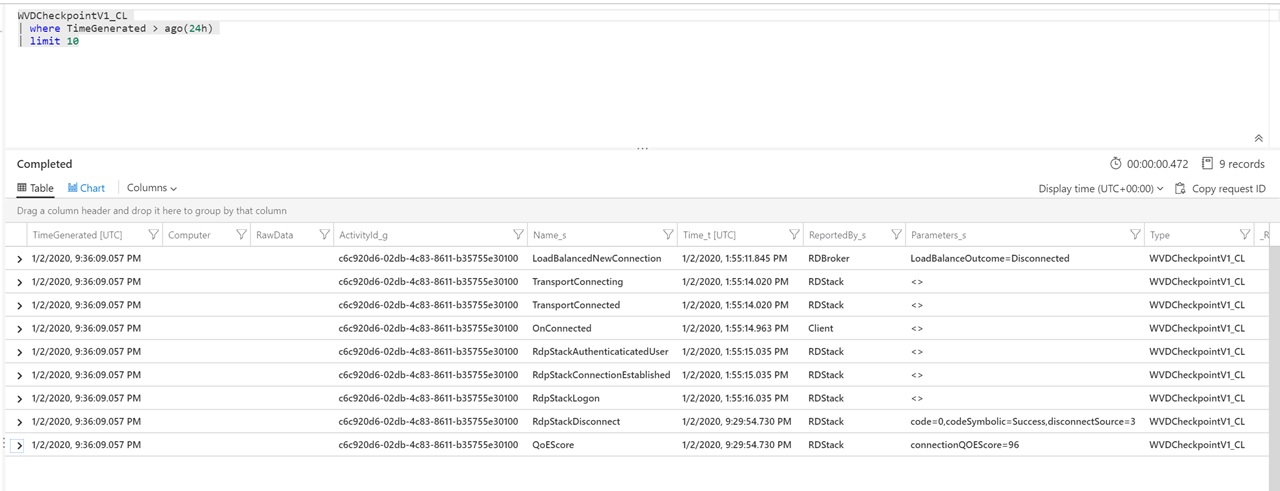 WVDCheckpointV1_CL
| where TimeGenerated > ago(24h)
| limit 10
Completed 00:00:00.472 9 records
Table Chart Columns Display time (UTC+00:00) Copy request ID
Drag a column header and drop it here to group by that column
TimeGenerated [UTC] Computer RawData ActivityId_g Name_s Time_t [UTC] ReportedBy_s Parameters_s Type _R
1/2/2020, 9:36:09.057 PM c6c920d6-02db-4c83-8611-b35755e30100 LoadBalancedNewConnection 1/2/2020, 1:55:11.845 PM RDBroker LoadBalanceOutcome=Disconnected WVDCheckpointV1_CL
1/2/2020, 9:36:09.057 PM c6c920d6-02db-4c83-8611-b35755e30100 TransportConnecting 1/2/2020, 1:55:14.020 PM RDStack <> WVDCheckpointV1_CL
1/2/2020, 9:36:09.057 PM c6c920d6-02db-4c83-8611-b35755e30100 TransportConnected 1/2/2020, 1:55:14.020 PM RDStack <> WVDCheckpointV1_CL
1/2/2020, 9:36:09.057 PM c6c920d6-02db-4c83-8611-b35755e30100 OnConnected 1/2/2020, 1:55:14.963 PM Client <> WVDCheckpointV1_CL
1/2/2020, 9:36:09.057 PM c6c920d6-02db-4c83-8611-b35755e30100 RdpStackAuthenticaticatedUser 1/2/2020, 1:55:15.035 PM RDStack <> WVDCheckpointV1_CL
1/2/2020, 9:36:09.057 PM c6c920d6-02db-4c83-8611-b35755e30100 RdpStackConnectionEstablished 1/2/2020, 1:55:15.035 PM RDStack <> WVDCheckpointV1_CL
1/2/2020, 9:36:09.057 PM c6c920d6-02db-4c83-8611-b35755e30100 RdpStackLogon 1/2/2020, 1:55:16.035 PM RDStack <> WVDCheckpointV1_CL
1/2/2020, 9:36:09.057 PM c6c920d6-02db-4c83-8611-b35755e30100 RdpStackDisconnect 1/2/2020, 9:29:54.730 PM RDStack code=0,codeSymbolic=Success,disconnectSource=3 WVDCheckpointV1_CL
1/2/2020, 9:36:09.057 PM c6c920d6-02db-4c83-8611-b35755e30100 QoEScore 1/2/2020, 9:29:54.730 PM RDStack connectionQOEScore=96 WVDCheckpointV1_CL